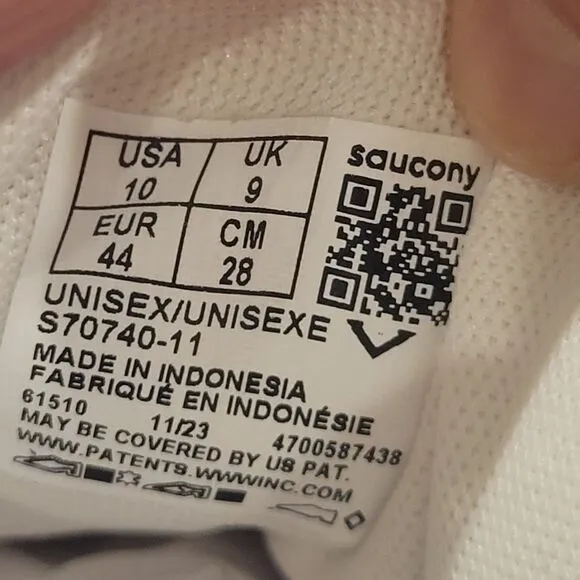 USA UK saucony
10 9
EUR CM
44 28
UNISEX/UNISEXE
S70740-11
MADE IN INDONESIA
FABRIQUÉ EN INDONÉSIE
61510 11/23 4700587438
MAY BE COVERED BY US PAT.
WWW.PATENTS.WWWINC.COM